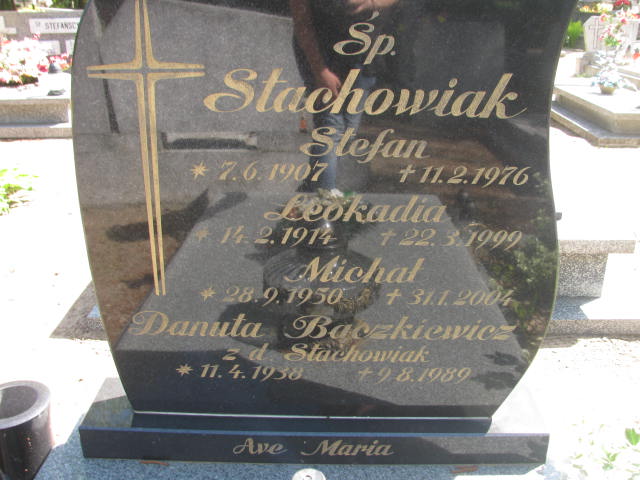 Śp.
Stachowiak
Stefan
* 7.6.1907 + 11.2.1976
Leokadia
* 14.2.1914 + 22.3.1999
Michał
* 28.9.1950 + 31.1.2004
Danuta Baczkiewicz
z d. Stachowiak
* 11.4.1938 + 9.8.1989
Ave Maria